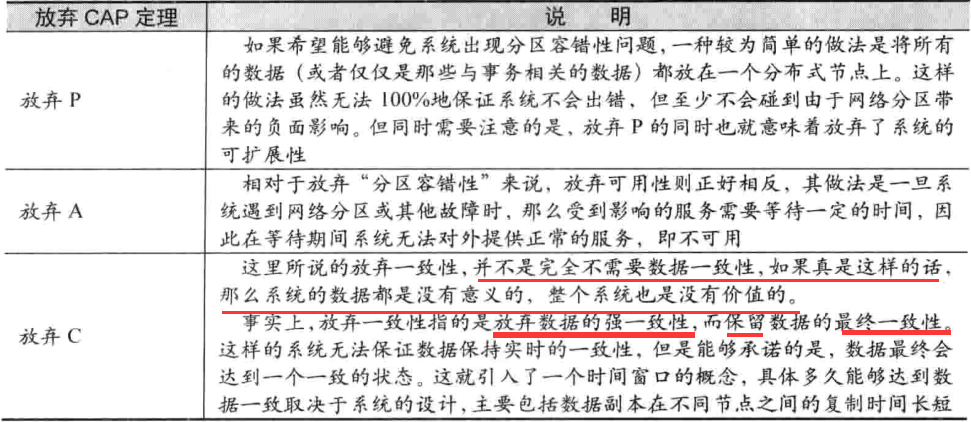 放弃 CAP 定理
说 明
放弃 P
如果希望能够避免系统出现分区容错性问题，一种较为简单的做法是将所有
的数据（或者仅仅是那些与事务相关的数据）都放在一个分布式节点上。这样
的做法虽然无法 100%地保证系统不会出错，但至少不会碰到由于网络分区带
来的负面影响。但同时需要注意的是，放弃 P 的同时也就意味着放弃了系统的
可扩展性
放弃 A
相对于放弃“分区容错性”来说，放弃可用性则正好相反，其做法是一旦系
统遇到网络分区或其他故障时，那么受到影响的服务需要等待一定的时间，因
此在等待期间系统无法对外提供正常的服务，即不可用
放弃 C
这里所说的放弃一致性，并不是完全不需要数据一致性，如果真是这样的话，
那么系统的数据都是没有意义的，整个系统也是没有价值的。
事实上，放弃一致性指的是放弃数据的强一致性，而保留数据的最终一致性。
这样的系统无法保证数据保持实时的一致性，但是能够承诺的是，数据最终会
达到一个一致的状态。这就引入了一个时间窗口的概念，具体多久能够达到数
据一致取决于系统的设计，主要包括数据副本在不同节点之间的复制时间长短